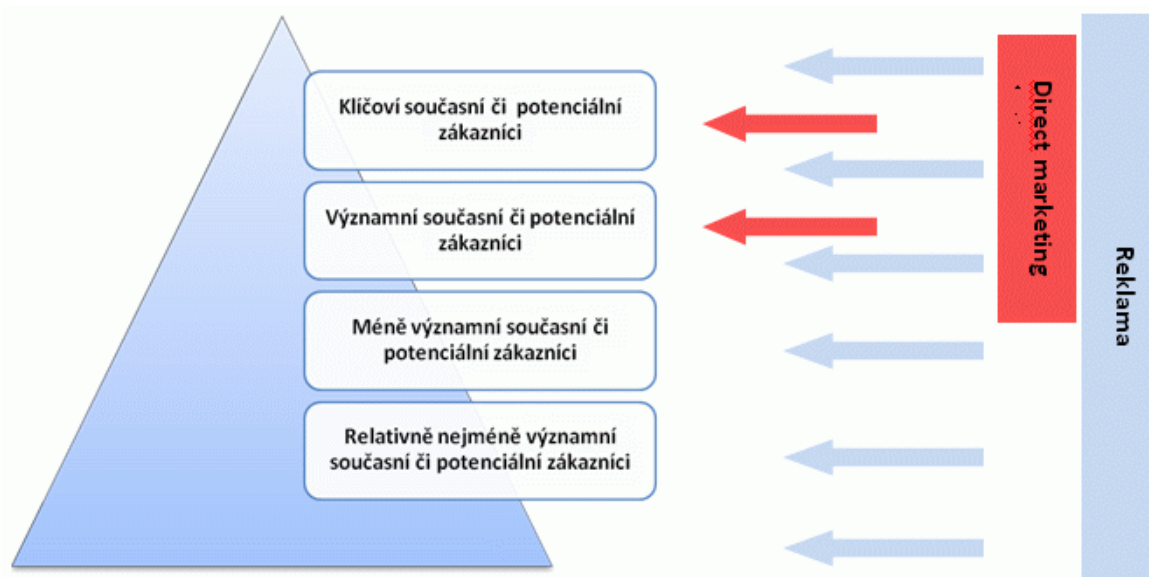 Klíčoví současní či potenciální
zákazníci
Významní současní či potenciální
zákazníci
Méně významní současní či
potenciální zákazníci
Relativně nejméně významní
současní či potenciální zákazníci
Direct marketing
Reklama